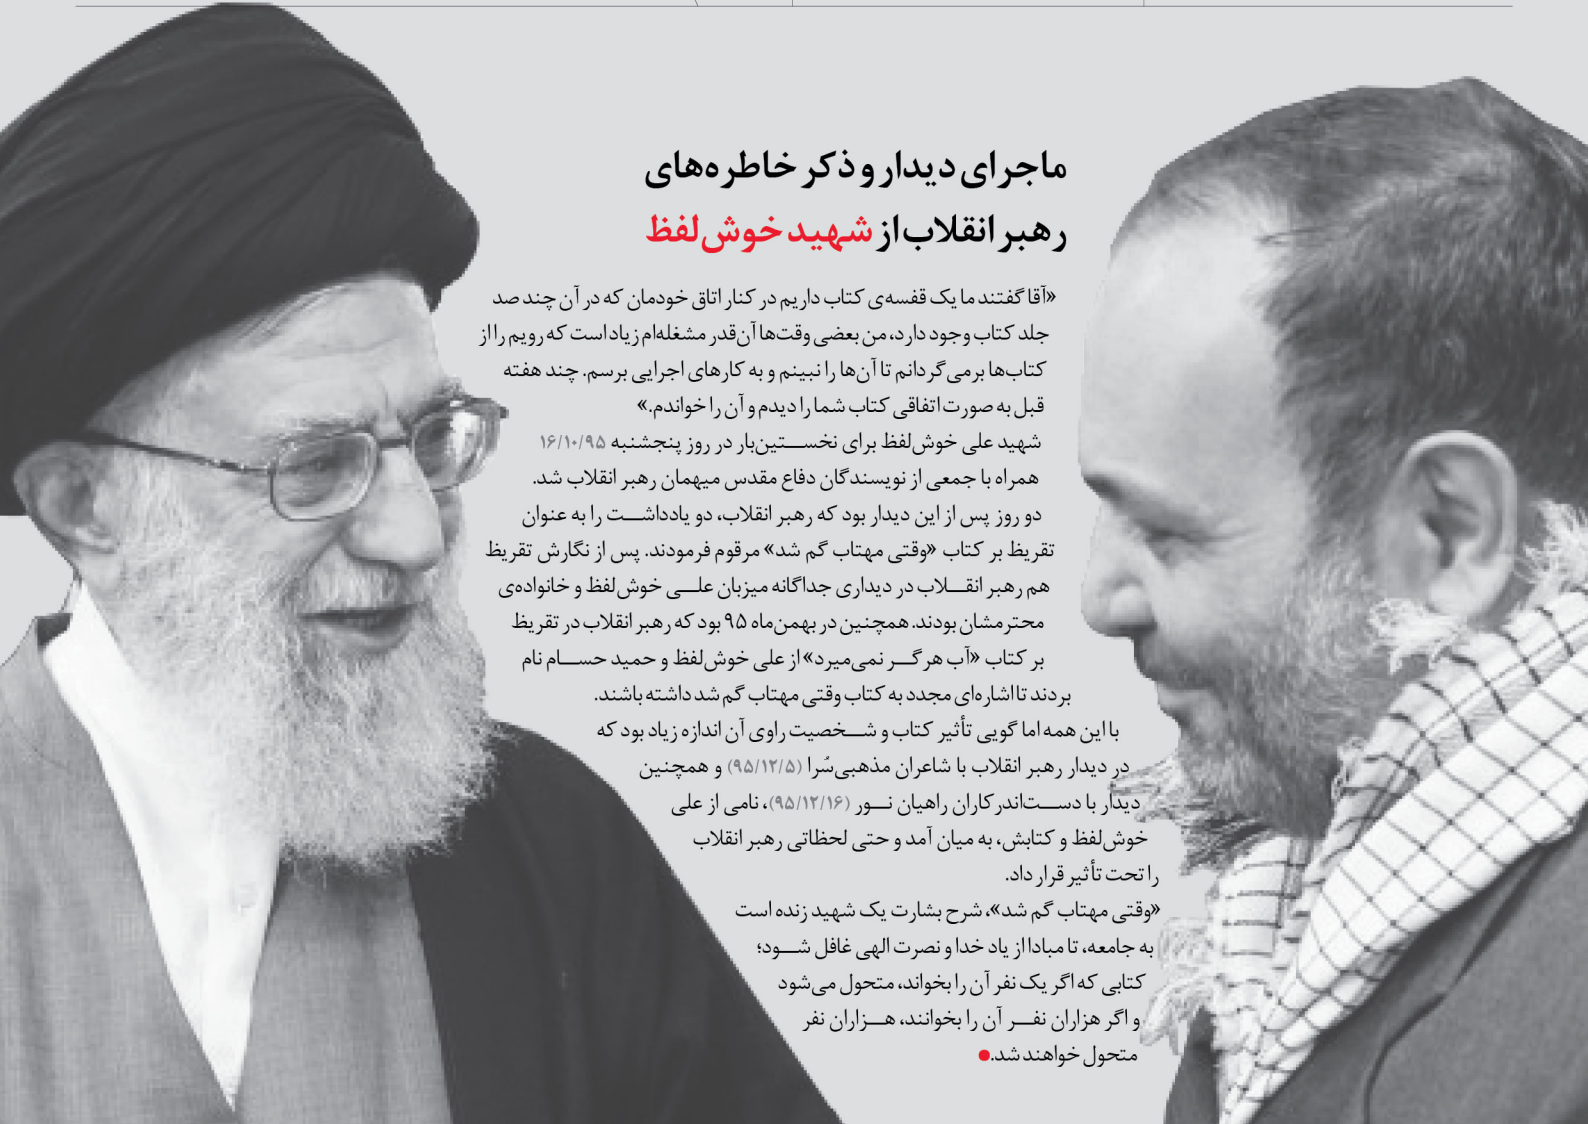 ماجرای دیدار و ذکر خاطره‌های
رهبر انقلاب از شهید خوش‌لفظ
«آقا گفتند ما یک قفسه‌ی کتاب داریم در کنار اتاق خودمان که در آن چند صد
جلد کتاب وجود دارد، من بعضی وقت‌ها آن‌قدر مشغله‌ام زیاد است که رویم را از
کتاب‌ها برمی‌گردانم تا آن‌ها را نبینم و به کارهای اجرایی برسم. چند هفته
قبل به صورت اتفاقی کتاب شما را دیدم و آن را خواندم.»
شهید علی خوش‌لفظ برای نخستین‌بار در روز پنجشنبه ۱۶/۱۰/۹۵
همراه با جمعی از نویسندگان دفاع مقدس میهمان رهبر انقلاب شد.
دو روز پس از این دیدار بود که رهبر انقلاب، دو یادداشت را به عنوان
تقریظ بر کتاب «وقتی مهتاب گم شد» مرقوم فرمودند. پس از نگارش تقریظ
هم رهبر انقلاب در دیداری جداگانه میزبان علی خوش‌لفظ و خانواده‌ی
محترمشان بودند. همچنین در بهمن‌ماه ۹۵ بود که رهبر انقلاب در تقریظ
بر کتاب «آب هرگز نمی‌میرد» از علی خوش‌لفظ و حمید حسام نام
بردند تا اشاره‌ای مجدد به کتاب وقتی مهتاب گم شد داشته باشند.
با این همه اما گویی تأثیر کتاب و شخصیت راوی آن اندازه زیاد بود که
در دیدار رهبر انقلاب با شاعران مذهبی‌سُرا (۹۵/۱۲/۵) و همچنین
دیدار با دست‌اندرکاران راهیان نور (۹۵/۱۲/۱۶)، نامی از علی
خوش‌لفظ و کتابش، به میان آمد و حتی لحظاتی رهبر انقلاب
را تحت تأثیر قرار داد.
«وقتی مهتاب گم شد»، شرح بشارت یک شهید زنده است
به جامعه، تا مبادا از یاد خدا و نصرت الهی غافل شود؛
کتابی که اگر یک نفر آن را بخواند، متحول می‌شود
و اگر هزاران نفر آن را بخوانند، هزاران نفر
متحول خواهند شد.